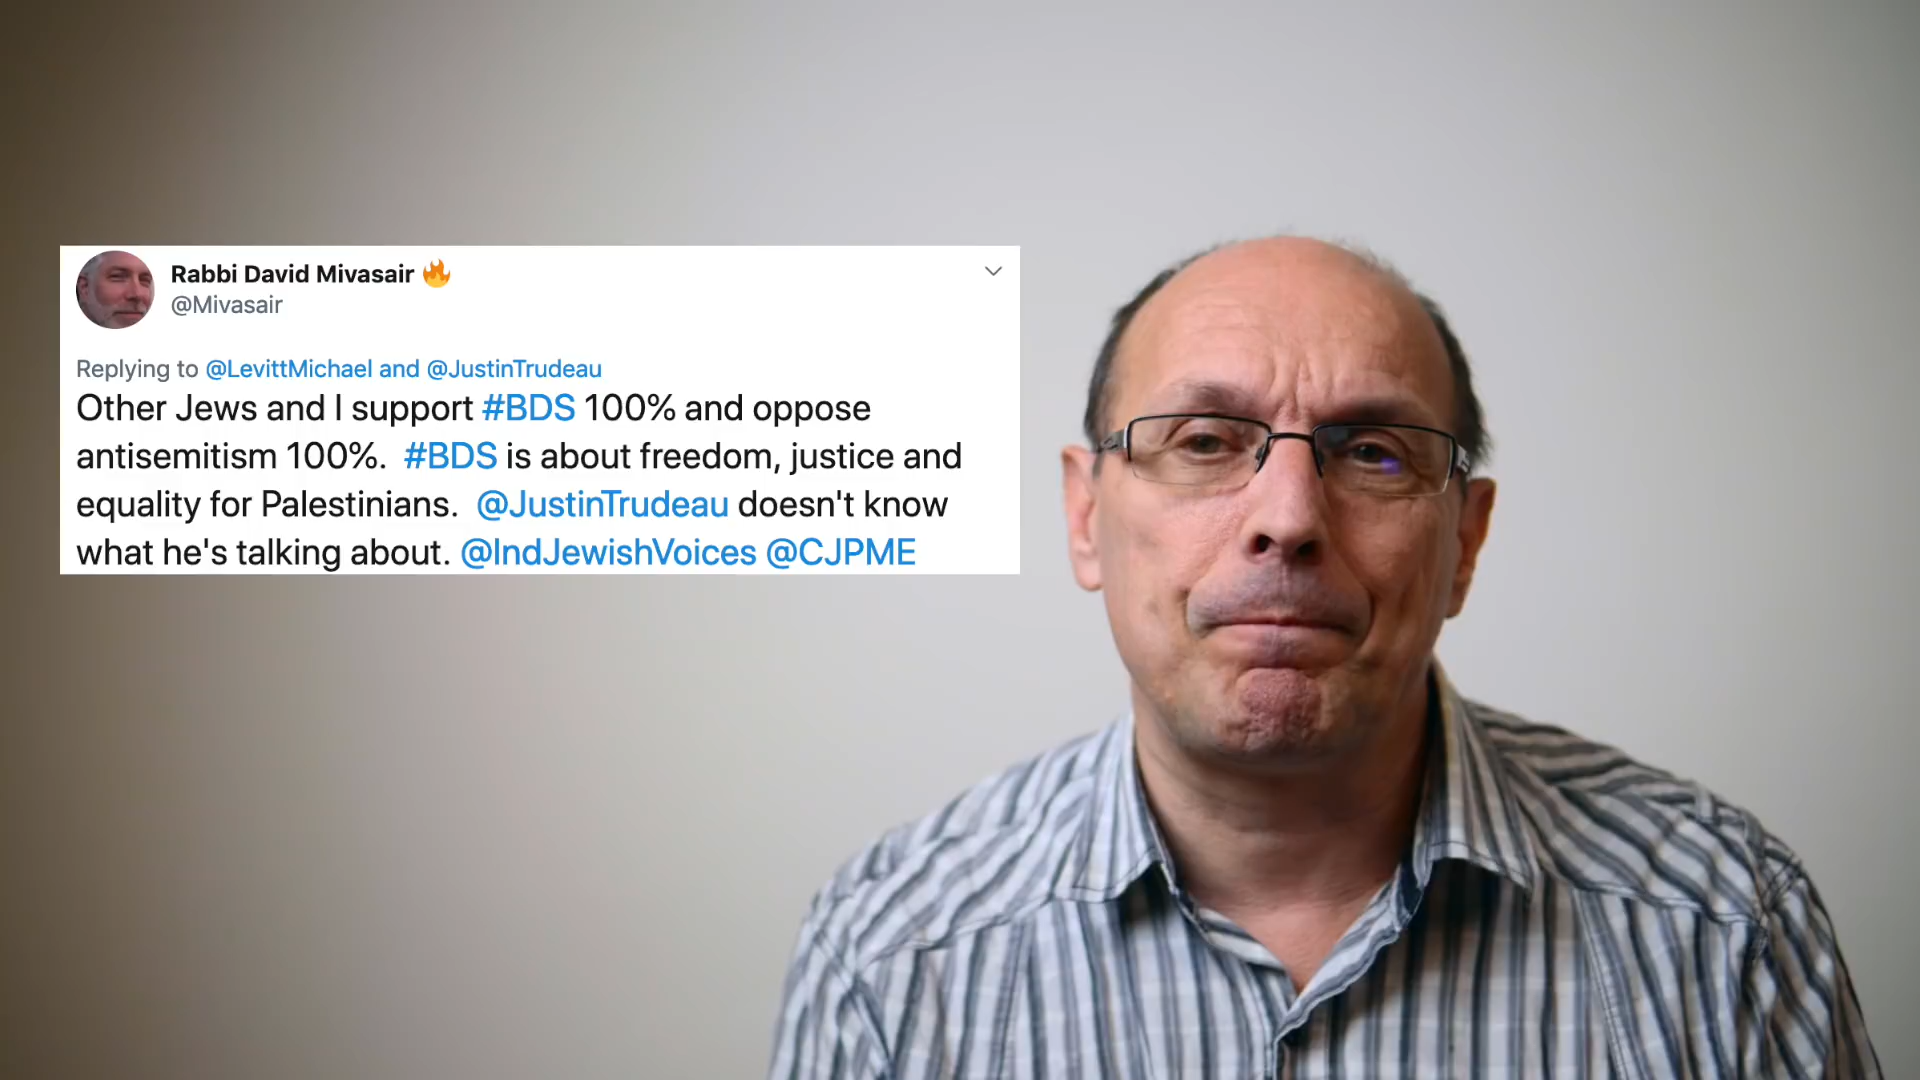 Rabbi David Mivasair 🔥
@Mivasair
Replying to @LevittMichael and @JustinTrudeau
Other Jews and I support #BDS 100% and oppose
antisemitism 100%. #BDS is about freedom, justice and
equality for Palestinians. @JustinTrudeau doesn't know
what he's talking about. @IndJewishVoices @CJPME